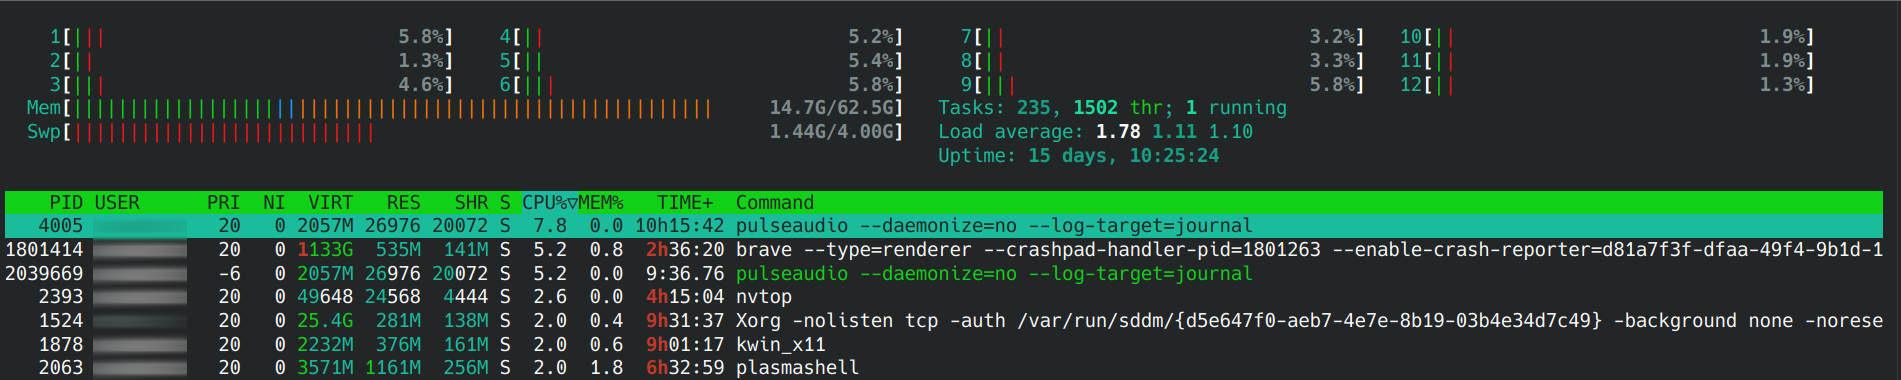 1[||| 5.8%] 4[|| 5.2%] 7[|| 3.2%] 10[|| 1.9%]
2[|| 1.3%] 5[|| 5.4%] 8[|| 3.3%] 11[|| 1.9%]
3[||| 4.6%] 6[||| 5.8%] 9[||| 5.8%] 12[|| 1.3%]
Mem[||||||||||||||||||||||||||||||||||||||||||||||||||||||||| 14.7G/62.5G] Tasks: 235, 1502 thr; 1 running
Swp[||||||||||||||||||||||||||| 1.44G/4.00G] Load average: 1.78 1.11 1.10
Uptime: 15 days, 10:25:24
PID USER PRI NI VIRT RES SHR S CPU%▽MEM% TIME+ Command
4005 20 0 2057M 26976 20072 S 7.8 0.0 10h15:42 pulseaudio --daemonize=no --log-target=journal
1801414 20 0 1133G 535M 141M S 5.2 0.8 2h36:20 brave --type=renderer --crashpad-handler-pid=1801263 --enable-crash-reporter=d81a7f3f-dfaa-49f4-9b1d-1
2039669 -6 0 2057M 26976 20072 S 5.2 0.0 9:36.76 pulseaudio --daemonize=no --log-target=journal
2393 20 0 49648 24568 4444 S 2.6 0.0 4h15:04 nvtop
1524 20 0 25.4G 281M 138M S 2.0 0.4 9h31:37 Xorg -nolisten tcp -auth /var/run/sddm/{d5e647f0-aeb7-4e7e-8b19-03b4e34d7c49} -background none -norese
1878 20 0 2232M 376M 161M S 2.0 0.6 9h01:17 kwin_x11
2063 20 0 3571M 1161M 256M S 2.0 1.8 6h32:59 plasmashell